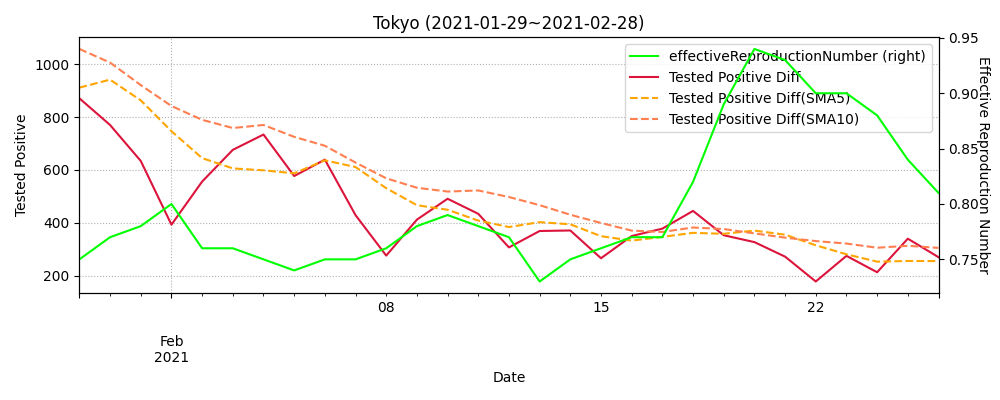 Tokyo (2021-01-29~2021-02-28)
effectiveReproductionNumber (right)
Tested Positive Diff
Tested Positive Diff(SMA5)
Tested Positive Diff(SMA10)
Tested Positive
1000
800
600
400
200
0.95
0.90
0.85
0.80
0.75
Effective Reproduction Number
08
15
22
Feb
2021
Date